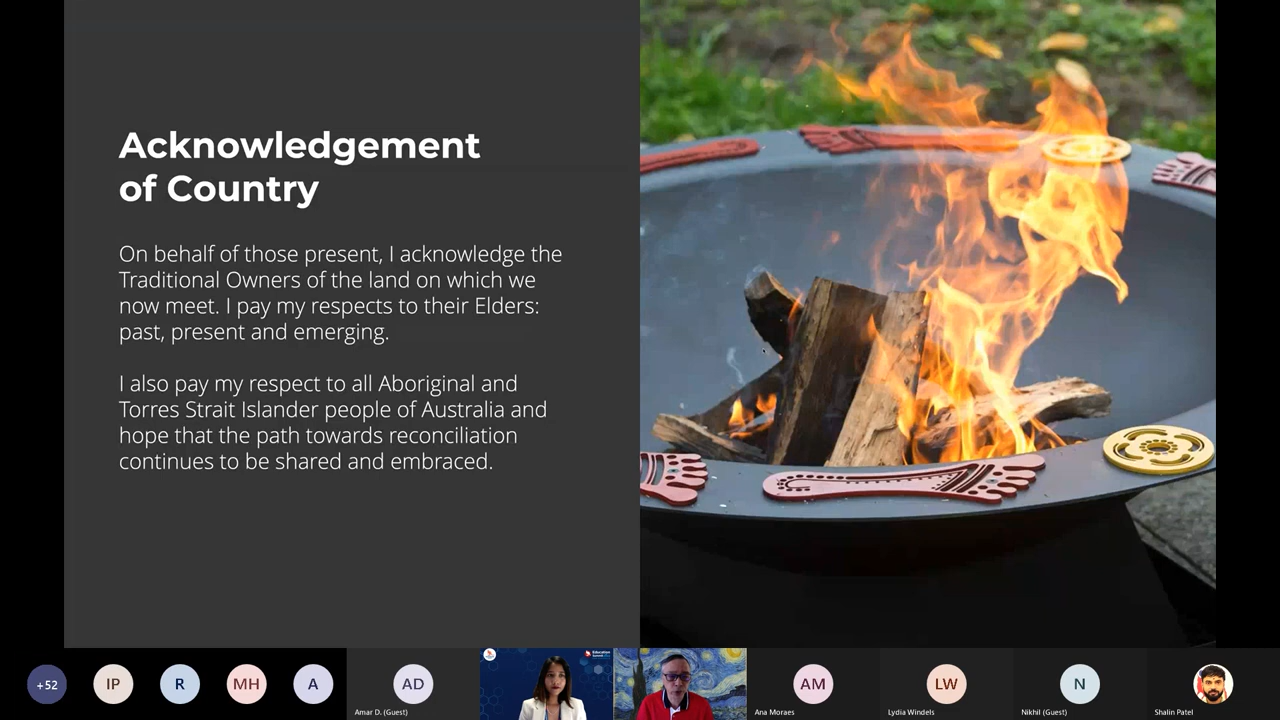 Acknowledgement
of Country
On behalf of those present, I acknowledge the
Traditional Owners of the land on which we
now meet. I pay my respects to their Elders:
past, present and emerging.
I also pay my respect to all Aboriginal and
Torres Strait Islander people of Australia and
hope that the path towards reconciliation
continues to be shared and embraced.
+52
IP
R
MH
A
AD
Amar D. (Guest)
Education
AM
Ana Moraes
LW
Lydia Windels
N
Nikhil (Guest)
Shalin Patel